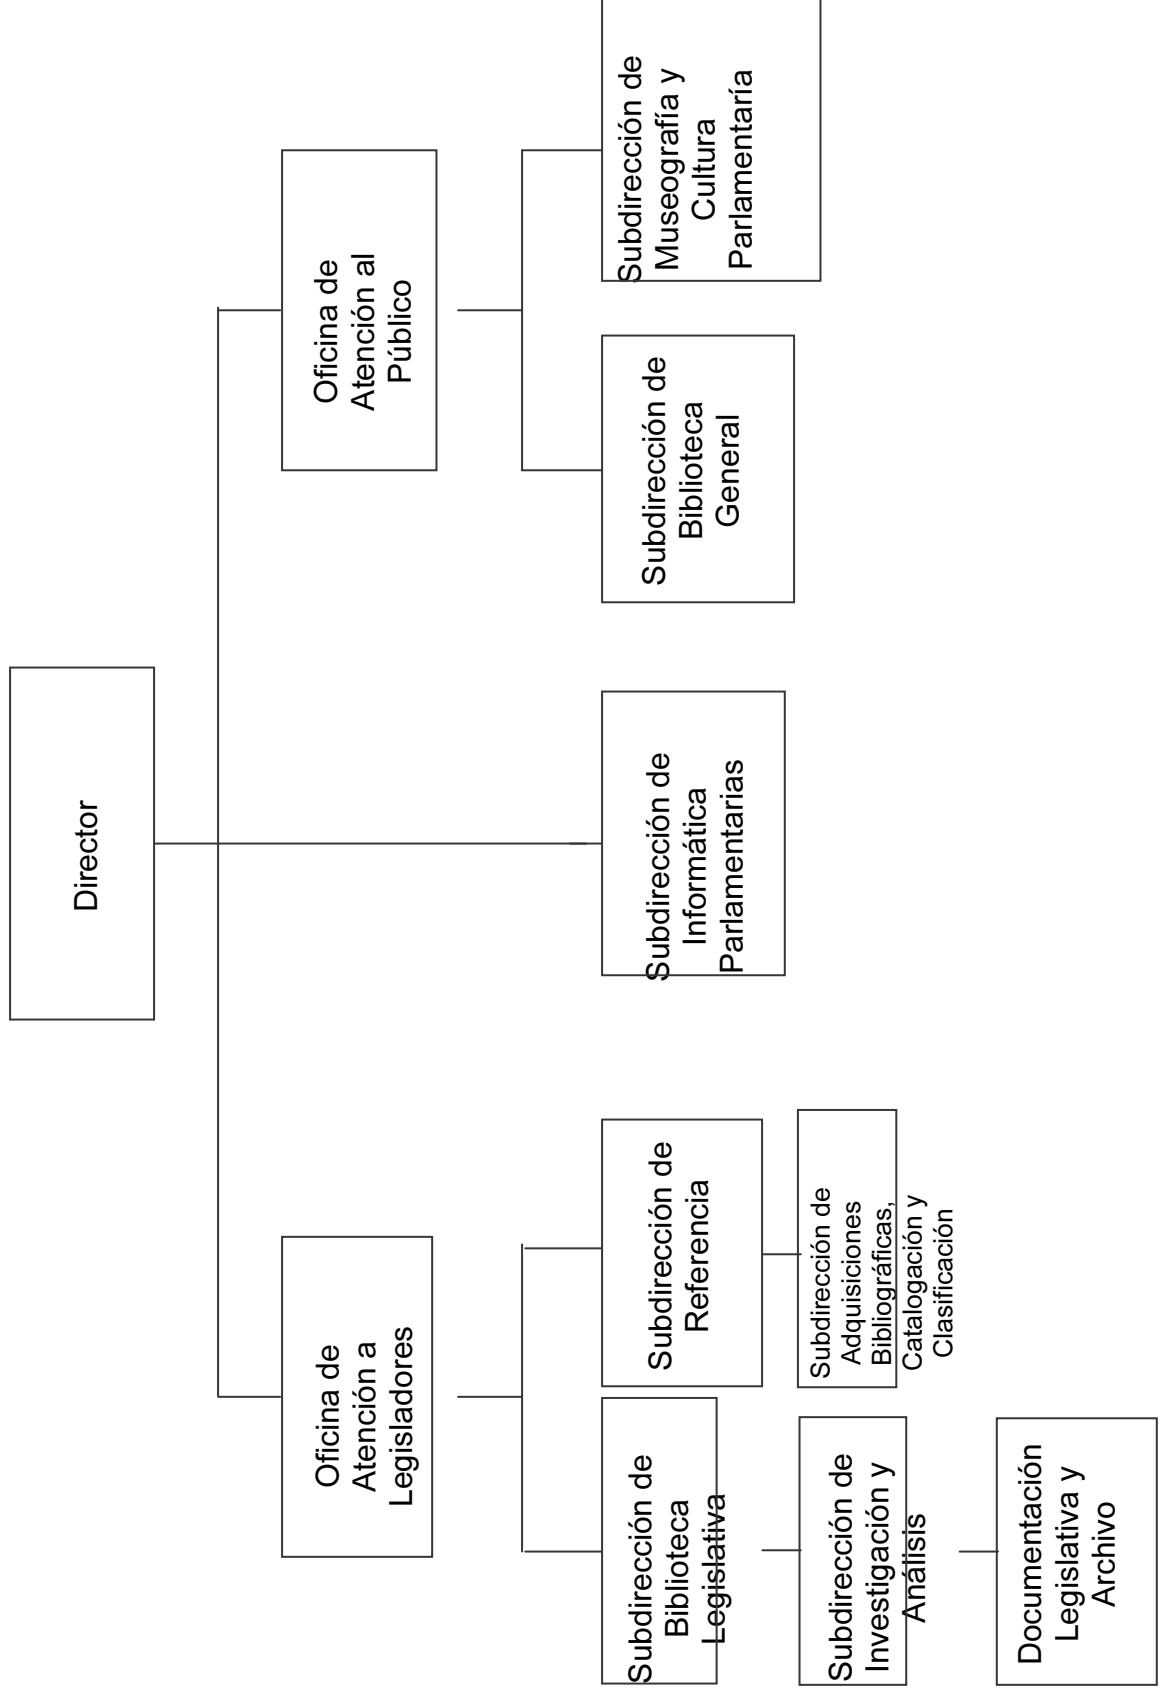 Director
Oficina de
Atención a
Legisladores
Oficina de
Atención al
Público
Subdirección de
Biblioteca
Legislativa
Subdirección de
Referencia
Subdirección de
Informática
Parlamentarias
Subdirección de
Biblioteca
General
Subdirección de
Museografía y
Cultura
Parlamentaría
Subdirección de
Investigación y
Análisis
Subdirección de
Adquisiciones
Bibliográficas,
Catalogación y
Clasificación
Documentación
Legislativa y
Archivo